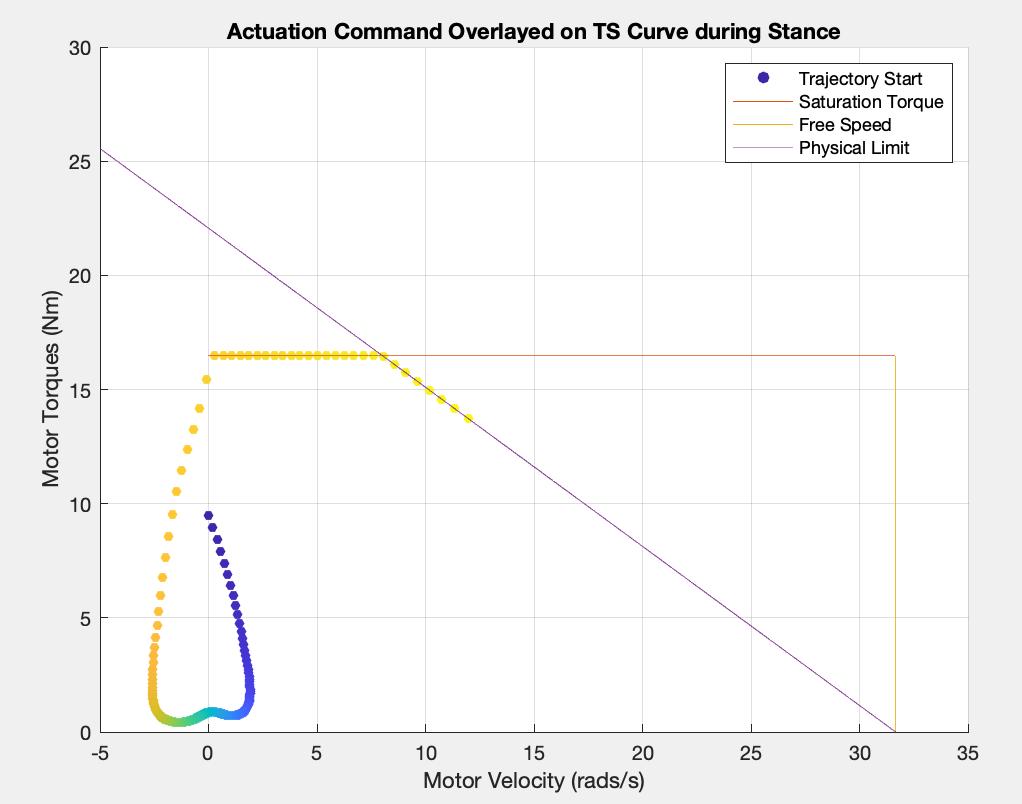 Actuation Command Overlayed on TS Curve during Stance
30
25
20
15
10
5
0
Motor Torques (Nm)
Trajectory Start
Saturation Torque
Free Speed
Physical Limit
-5
0
5
10
15
20
25
30
35
Motor Velocity (rads/s)